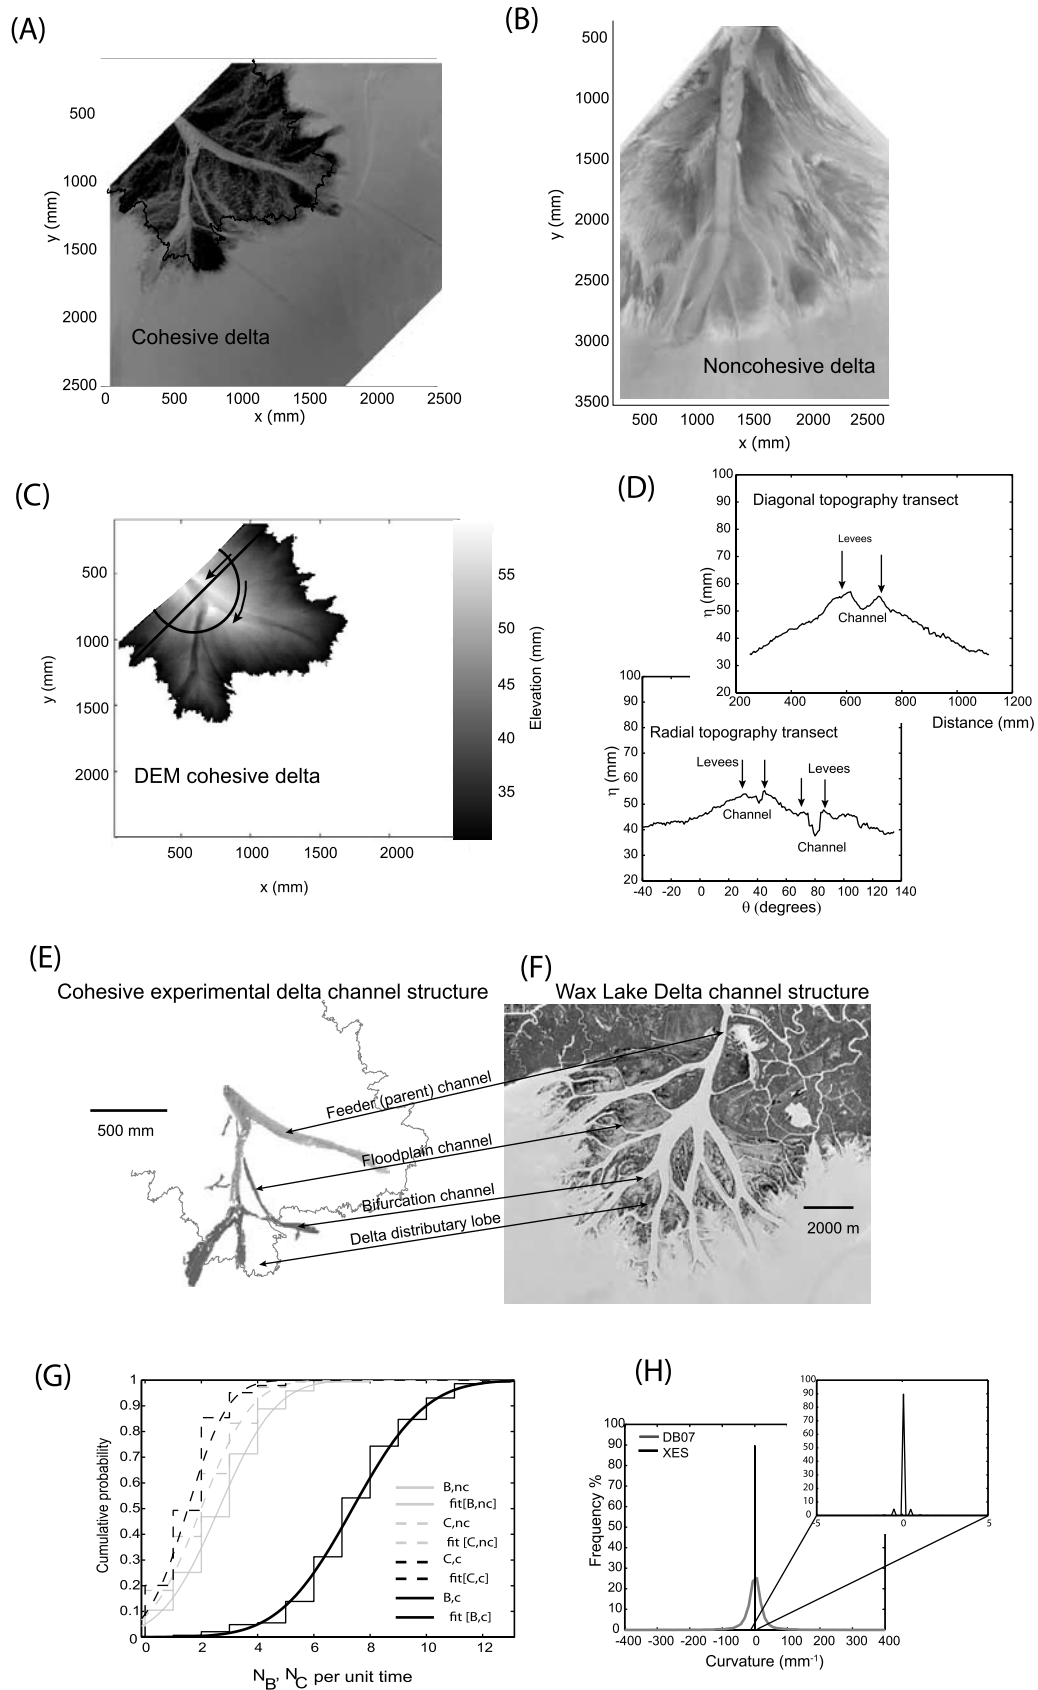 (A)
500
1000
1500
2000
2500
y (mm)
Cohesive delta
0 500 1000 1500 2000 2500
x (mm)
(B)
500
1000
1500
2000
2500
3000
3500
y (mm)
Noncohesive delta
500 1000 1500 2000 2500
x (mm)
(C)
500
1000
1500
2000
y (mm)
DEM cohesive delta
500 1000 1500 2000
x (mm)
55
50
45
40
35
Elevation (mm)
(D)
100
90
80
70
60
50
40
30
20
η (mm)
Diagonal topography transect
Levees
Channel
200 400 600 800 1000 1200
Distance (mm)
100
90
80
70
60
50
40
30
20
η (mm)
Radial topography transect
Levees
Levees
Channel
Channel
-40 -20 0 20 40 60 80 100 120 140
θ (degrees)
(E)
Cohesive experimental delta channel structure
500 mm
(F)
Wax Lake Delta channel structure
Feeder (parent) channel
Floodplain channel
Bifurcation channel
Delta distributary lobe
2000 m
(G)
1
0.9
0.8
0.7
0.6
0.5
0.4
0.3
0.2
0.1
0
Cumulative probability
B,nc
fit[B,nc]
C,nc
fit [C,nc]
C,c
fit[C,c]
B,c
fit [B,c]
0 2 4 6 8 10 12
N_B, N_C per unit time
(H)
100
90
80
70
60
50
40
30
20
10
0
Frequency %
DB07
XES
-400 -300 -200 -100 0 100 200 300 400
Curvature (mm⁻¹)
100
90
80
70
60
50
40
30
20
10
0
-5 0 5